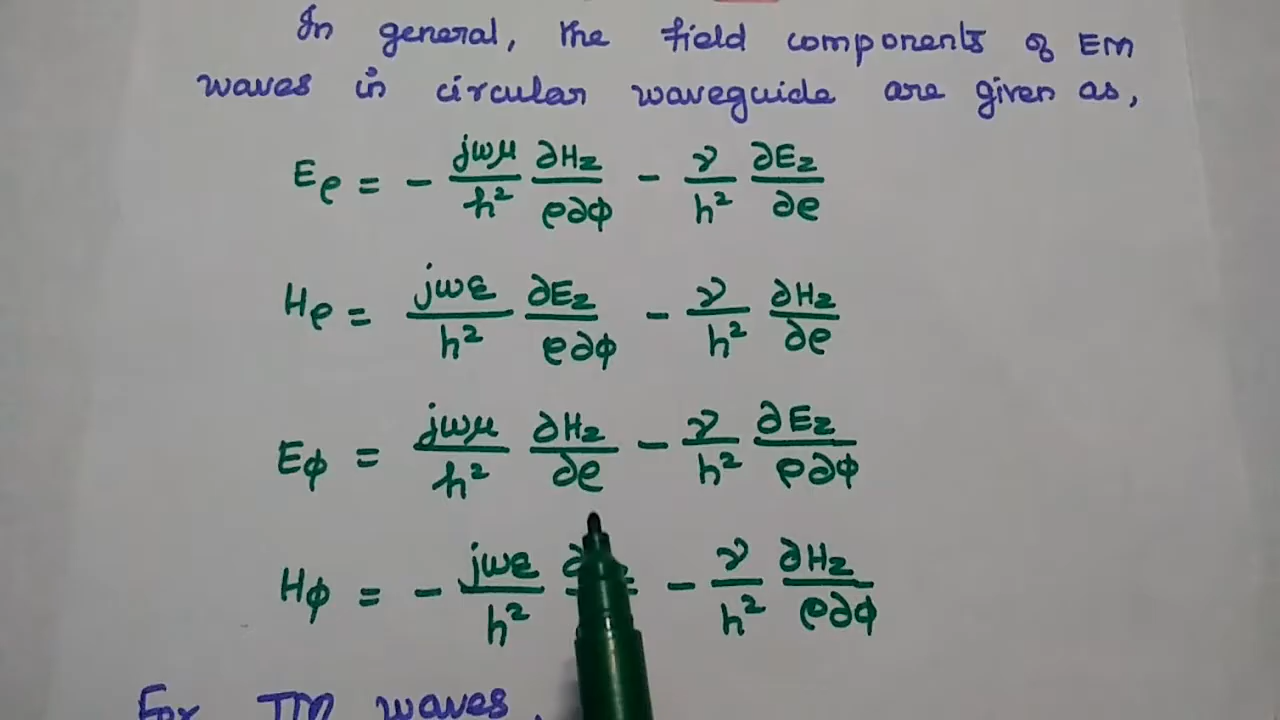 In general, the field components of EM
waves in circular waveguide are given as,
Eρ = - jωμ/h² ∂Hz/ρ∂φ - γ/h² ∂Ez/∂ρ
Hρ = jωε/h² ∂Ez/ρ∂φ - γ/h² ∂Hz/∂ρ
Eφ = jωμ/h² ∂Hz/∂ρ - γ/h² ∂Ez/ρ∂φ
Hφ = - jωε/h² - γ/h² ∂Hz/ρ∂φ
For TM waves,